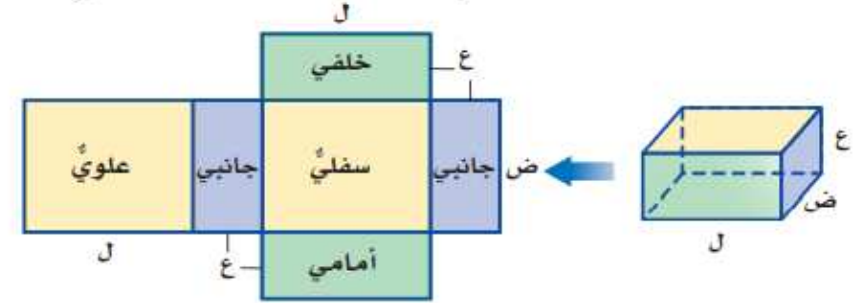 ل
خلفي ع
ض جانبي سفليٌّ جانبي علويٌّ
أمامي ع ل
ع
ض
ل